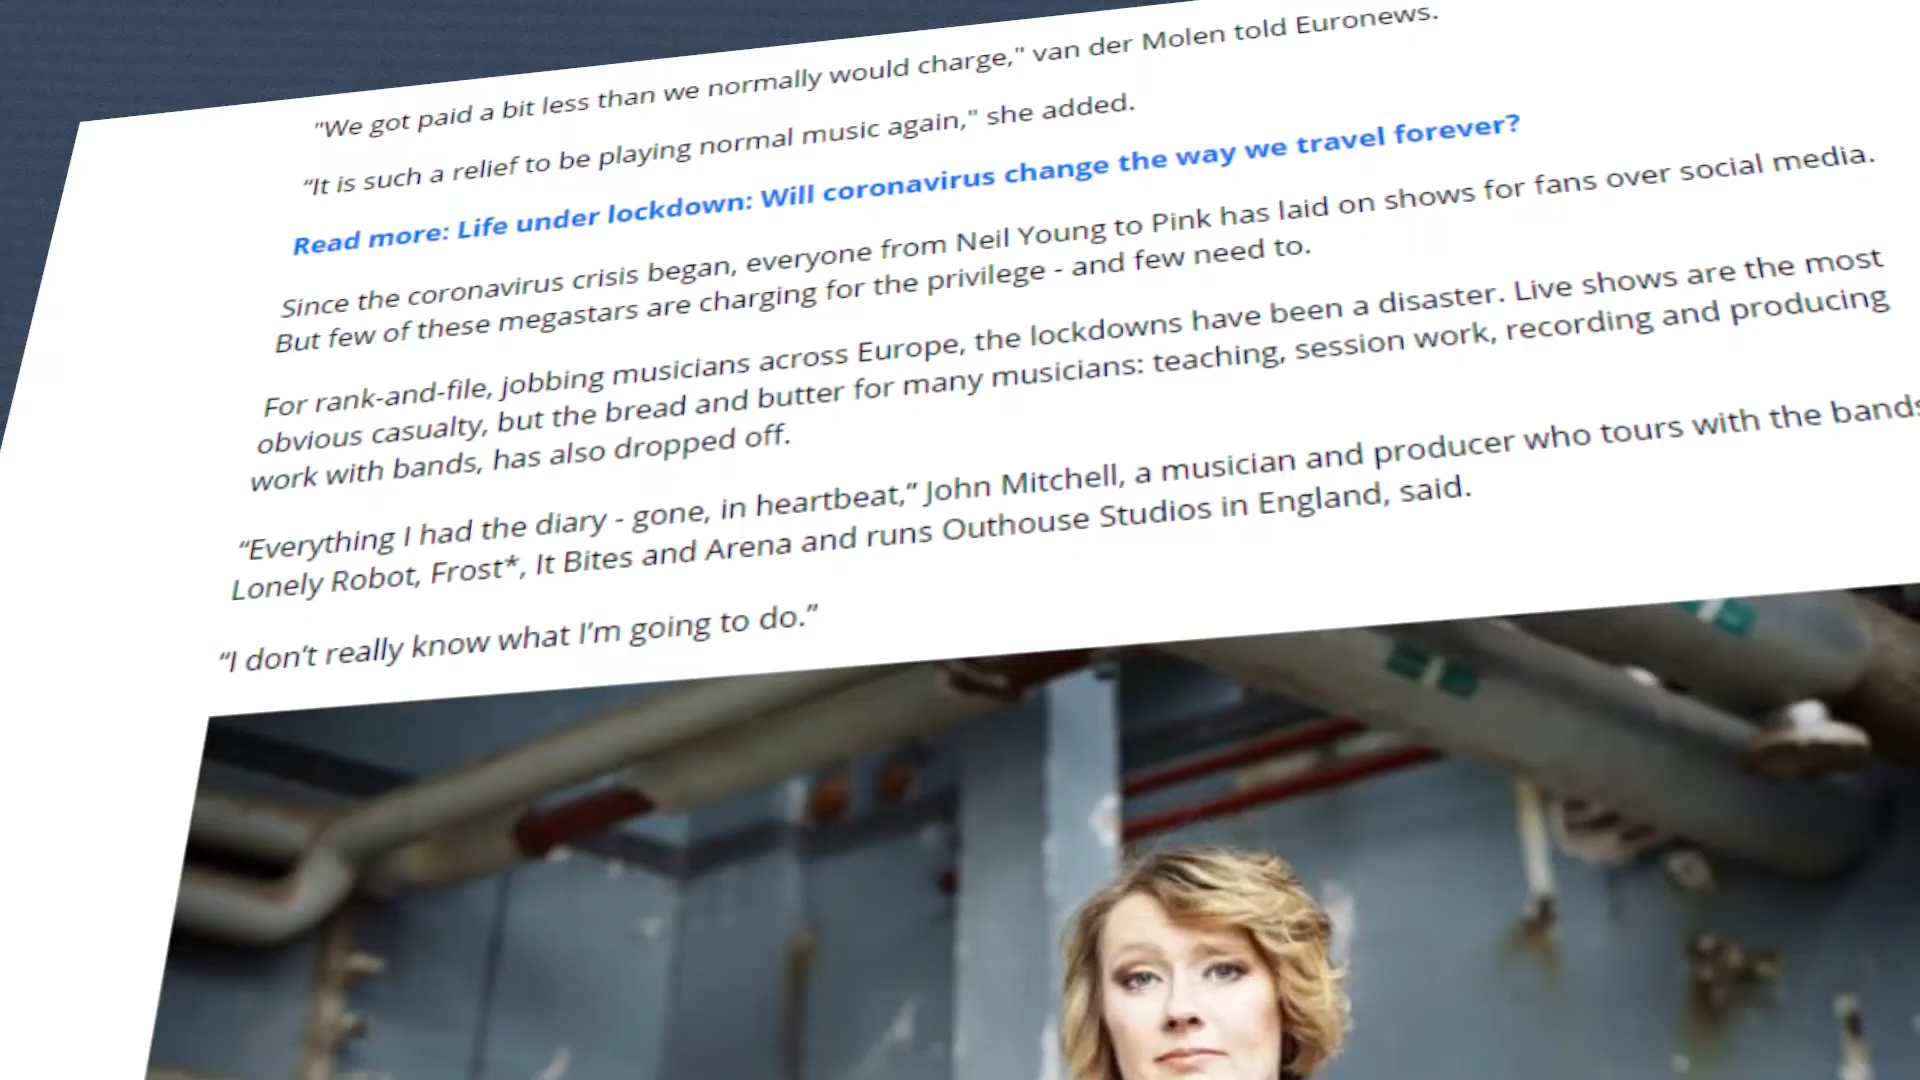 "We got paid a bit less than we normally would charge," van der Molen told Euronews.
“It is such a relief to be playing normal music again," she added.
Read more: Life under lockdown: Will coronavirus change the way we travel forever?
Since the coronavirus crisis began, everyone from Neil Young to Pink has laid on shows for fans over social media.
But few of these megastars are charging for the privilege - and few need to.
For rank-and-file, jobbing musicians across Europe, the lockdowns have been a disaster. Live shows are the most
obvious casualty, but the bread and butter for many musicians: teaching, session work, recording and producing
work with bands, has also dropped off.
“Everything I had the diary - gone, in heartbeat,” John Mitchell, a musician and producer who tours with the bands
Lonely Robot, Frost*, It Bites and Arena and runs Outhouse Studios in England, said.
“I don’t really know what I’m going to do.”